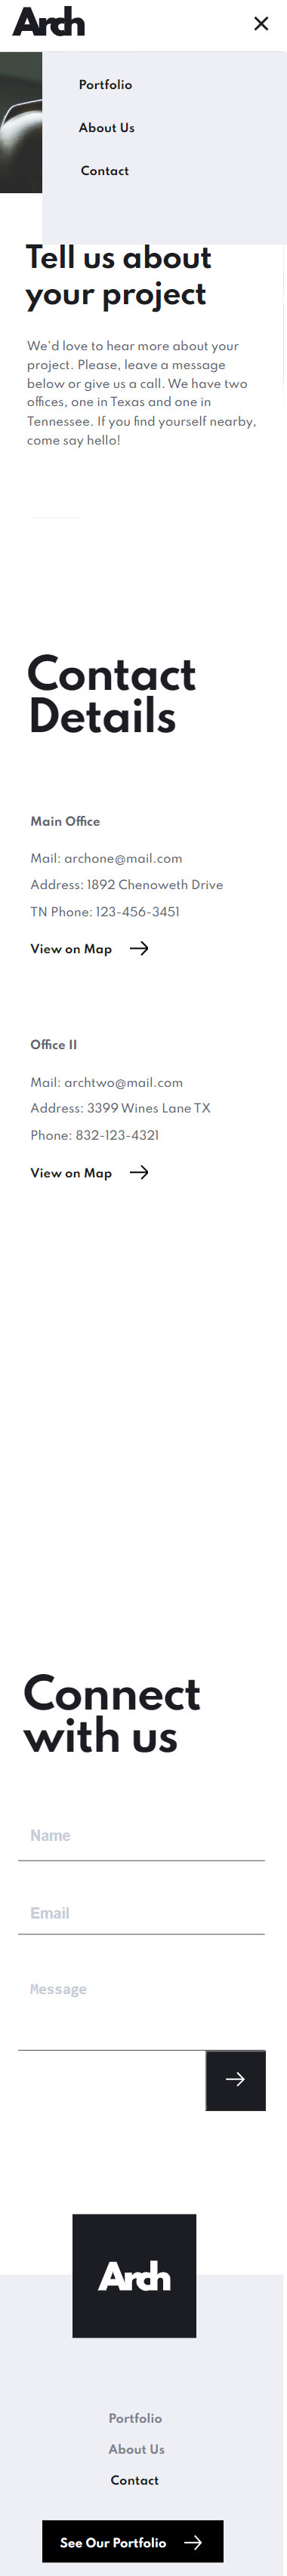 Arch
Portfolio
About Us
Contact
Tell us about
your project
We'd love to hear more about your
project. Please, leave a message
below or give us a call. We have two
offices, one in Texas and one in
Tennessee. If you find yourself nearby,
come say hello!
Contact
Details
Main Office
Mail: archone@mail.com
Address: 1892 Chenoweth Drive
TN Phone: 123-456-3451
View on Map
Office II
Mail: archtwo@mail.com
Address: 3399 Wines Lane TX
Phone: 832-123-4321
View on Map
Connect
with us
Name
Email
Message
Arch
Portfolio
About Us
Contact
See Our Portfolio